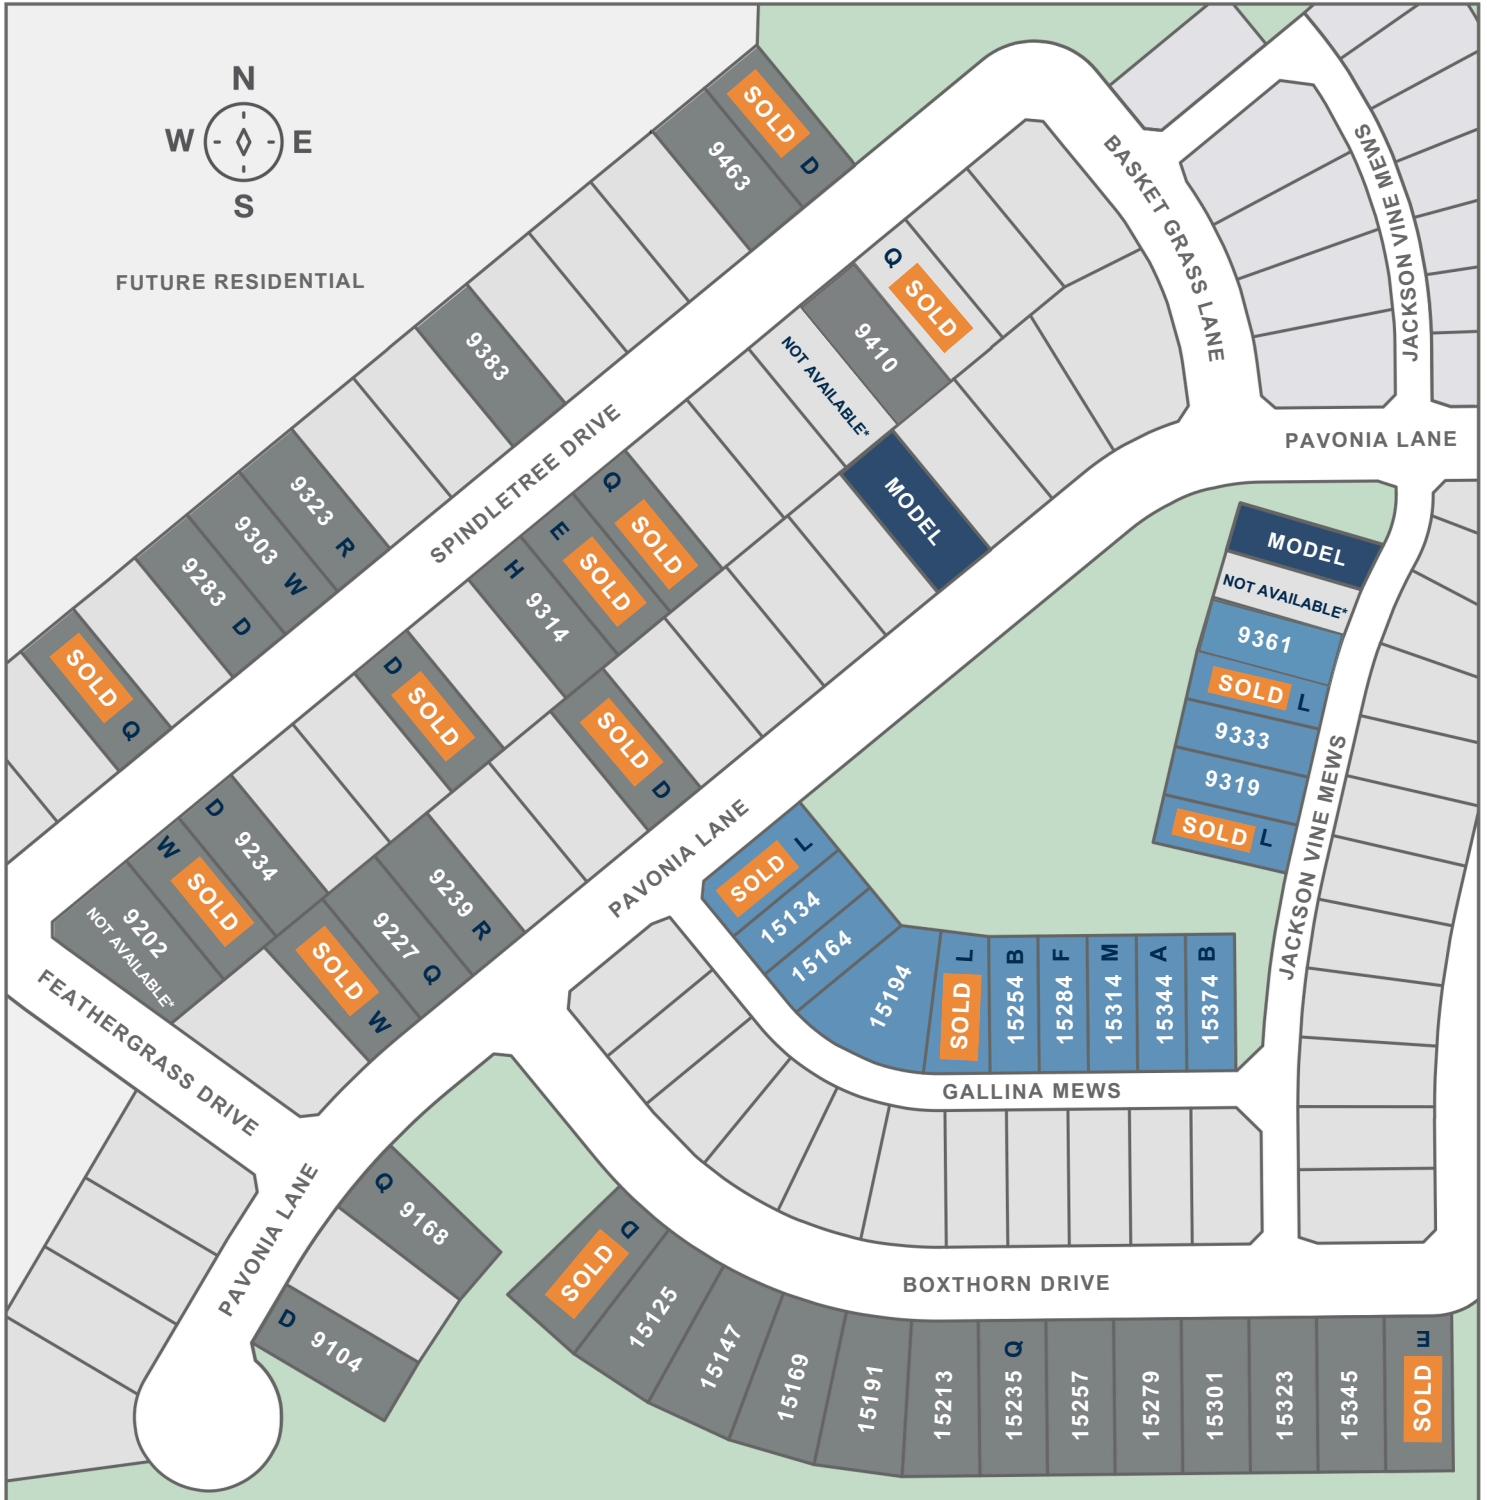 N
W E
S
FUTURE RESIDENTIAL
SOLD D
9463
9383
9323 R
9303 W
9283 D
SOLD Q
SPINDLETREE DRIVE
BASKET GRASS LANE
JACKSON VINE MEWS
PAVONIA LANE
Q SOLD
9410
NOT AVAILABLE*
MODEL
Q SOLD
E SOLD
H 9314
D SOLD
SOLD D
D 9234
W SOLD
9202
NOT AVAILABLE*
9239 R
9227 Q
SOLD W
FEATHERGRASS DRIVE
PAVONIA LANE
MODEL
NOT AVAILABLE*
9361
SOLD L
9333
9319
SOLD L
JACKSON VINE MEWS
SOLD L
15134
15164
15194
SOLD L
15254 B
15284 F
15314 M
15344 A
15374 B
GALLINA MEWS
PAVONIA LANE
Q 9168
D 9104
BOXTHORN DRIVE
SOLD D
15125
15147
15169
15191
15213
15235 Q
15257
15279
15301
15323
15345
SOLD E